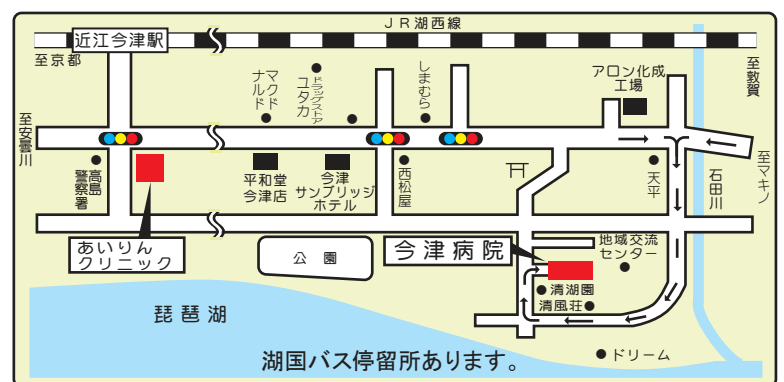 ＪＲ湖西線
近江今津駅
至京都
至敦賀
アロン化成
工場
マクド
ナルド
ドラッグストア
ユタカ
しまむら
至安曇川
至マキノ
高島
警察署
平和堂
今津店
今津
サンブリッジ
ホテル
西松屋
天平
石田川
あいりん
クリニック
公園
今津病院
地域交流
センター
清湖園
清風荘
琵琶湖
湖国バス停留所あります。
ドリーム